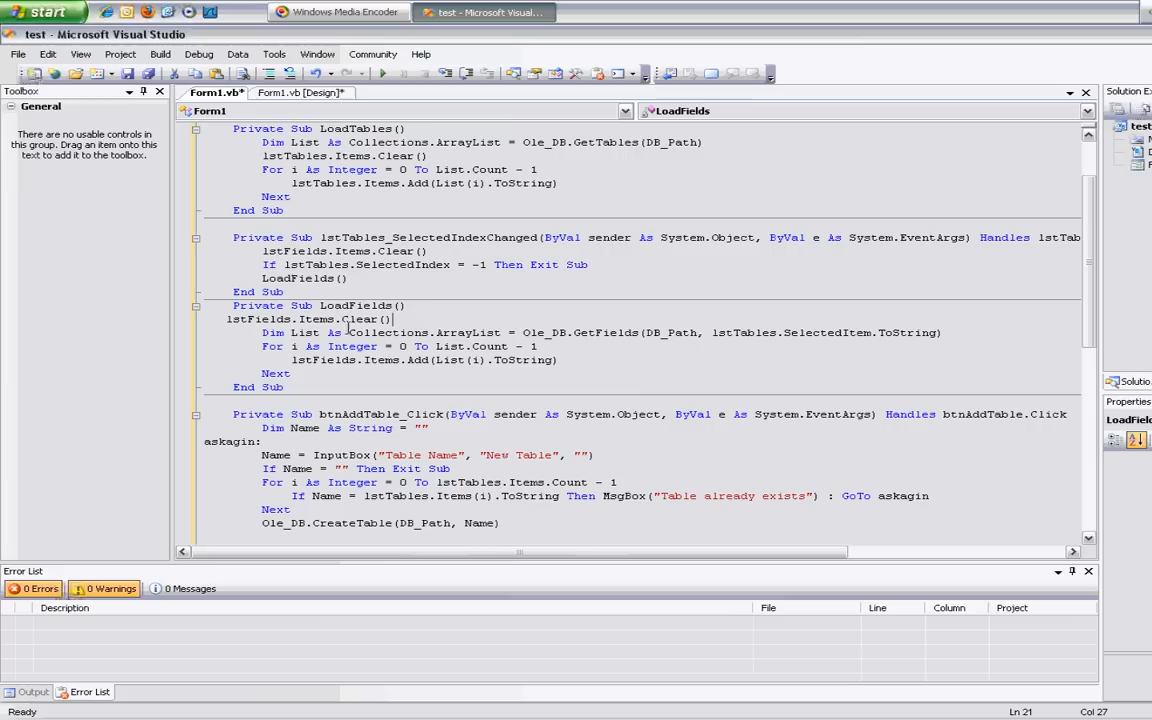 start
Windows Media Encoder
test - Microsoft Visual...
test - Microsoft Visual Studio
File Edit View Project Build Debug Data Tools Window Community Help
Toolbox
General
There are no usable controls in
this group. Drag an item onto this
text to add it to the toolbox.
Form1.vb* Form1.vb [Design]*
Form1 LoadFields
Private Sub LoadTables()
Dim List As Collections.ArrayList = Ole_DB.GetTables(DB_Path)
lstTables.Items.Clear()
For i As Integer = 0 To List.Count - 1
lstTables.Items.Add(List(i).ToString)
Next
End Sub
Private Sub lstTables_SelectedIndexChanged(ByVal sender As System.Object, ByVal e As System.EventArgs) Handles lstTab
lstFields.Items.Clear()
If lstTables.SelectedIndex = -1 Then Exit Sub
LoadFields()
End Sub
Private Sub LoadFields()
lstFields.Items.Clear()
Dim List As Collections.ArrayList = Ole_DB.GetFields(DB_Path, lstTables.SelectedItem.ToString)
For i As Integer = 0 To List.Count - 1
lstFields.Items.Add(List(i).ToString)
Next
End Sub
Private Sub btnAddTable_Click(ByVal sender As System.Object, ByVal e As System.EventArgs) Handles btnAddTable.Click
Dim Name As String = ""
askagin:
Name = InputBox("Table Name", "New Table", "")
If Name = "" Then Exit Sub
For i As Integer = 0 To lstTables.Items.Count - 1
If Name = lstTables.Items(i).ToString Then MsgBox("Table already exists") : GoTo askagin
Next
Ole_DB.CreateTable(DB_Path, Name)
Solution Ex
test
Solutio...
Properties
LoadField
Error List
0 Errors 0 Warnings 0 Messages
Description File Line Column Project
Output Error List
Ready Ln 21 Col 27